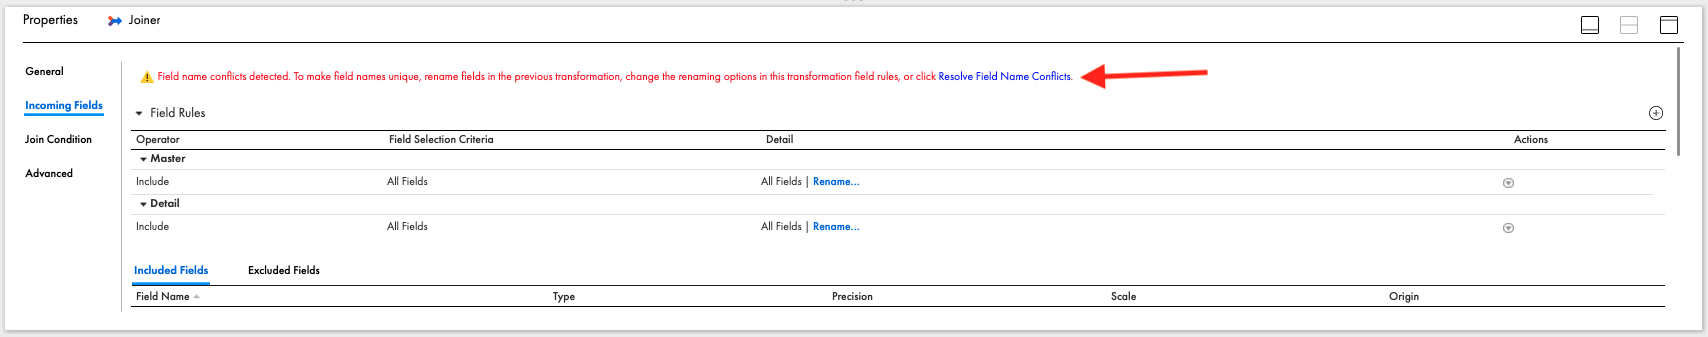 Properties Joiner
General
Incoming Fields
Join Condition
Advanced
Field name conflicts detected. To make field names unique, rename fields in the previous transformation, change the renaming options in this transformation field rules, or click Resolve Field Name Conflicts.
Field Rules
Operator Field Selection Criteria Detail Actions
Master
Include All Fields All Fields | Rename...
Detail
Include All Fields All Fields | Rename...
Included Fields Excluded Fields
Field Name Type Precision Scale Origin